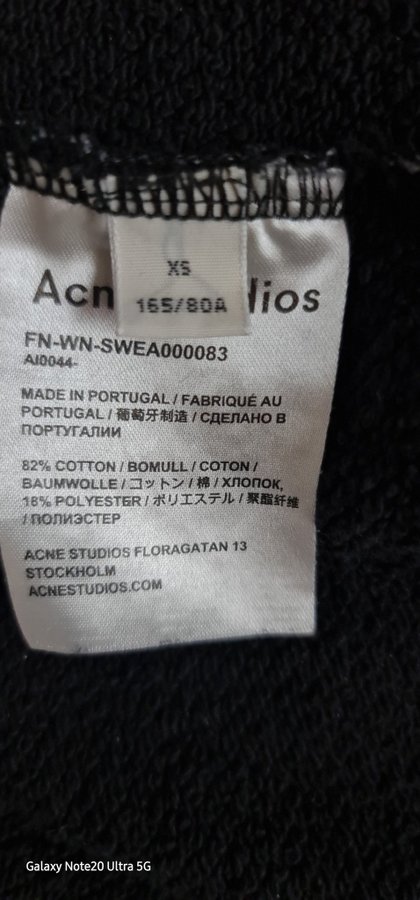 XS
165/80A
Acn dios
FN-WN-SWEA000083
AI0044-
MADE IN PORTUGAL / FABRIQUÉ AU
PORTUGAL / 葡萄牙制造 / СДЕЛАНО В
ПОРТУГАЛИИ
82% COTTON / BOMULL / COTON /
BAUMWOLLE / コットン / 棉 / ХЛОПОК,
18% POLYESTER / ポリエステル / 聚酯纤维
/ ПОЛИЭСТЕР
ACNE STUDIOS FLORAGATAN 13
STOCKHOLM
ACNESTUDIOS.COM
Galaxy Note20 Ultra 5G